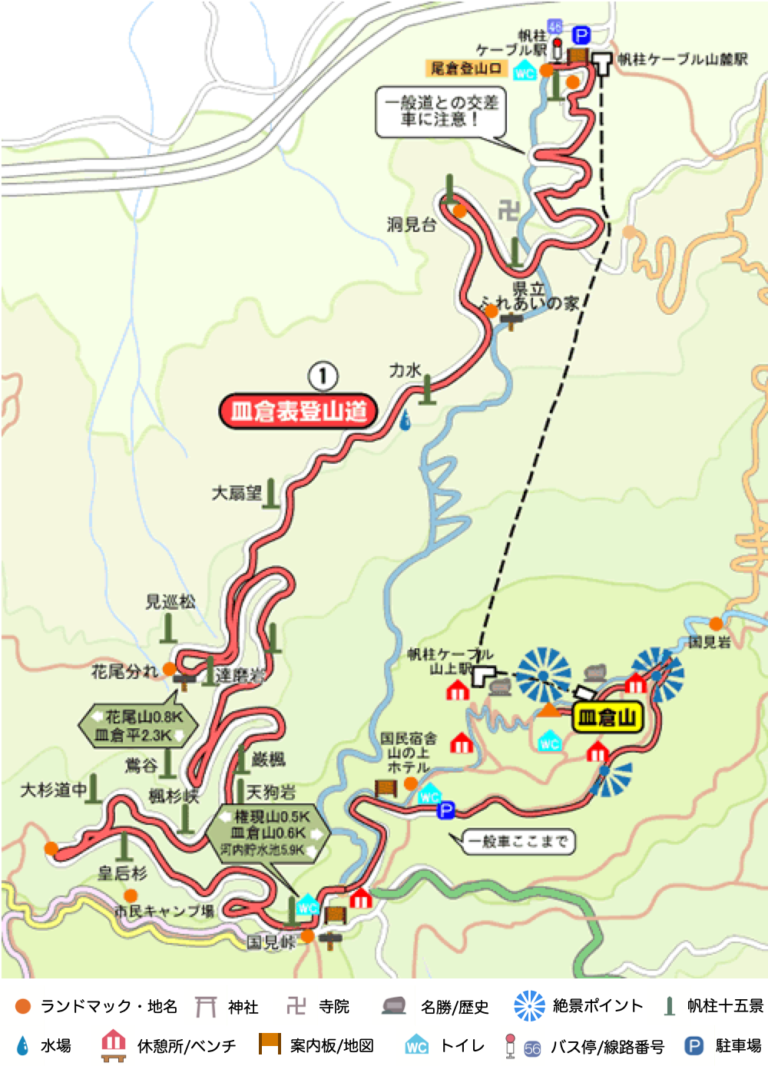 46
P
帆柱
ケーブル駅
尾倉登山口
WC
帆柱ケーブル山麓駅
一般道との交差
車に注意！
洞見台
県立
ふれあいの家
力水
1
皿倉表登山道
大扇望
見巡松
花尾分れ
達磨岩
花尾山0.8K
皿倉平2.3K
鶯谷
巌楓
大杉道中
楓杉峡
天狗岩
権現山0.5K
皿倉山0.6K
河内貯水池5.9K
皇后杉
市民キャンプ場
国見峠
WC
帆柱ケーブル
山上駅
国見岩
皿倉山
WC
国民宿舎
山の上
ホテル
WC
P
一般車ここまで
ランドマック・地名
神社
寺院
名勝/歴史
絶景ポイント
帆柱十五景
水場
休憩所/ベンチ
案内板/地図
WC
トイレ
56
バス停/線路番号
P
駐車場